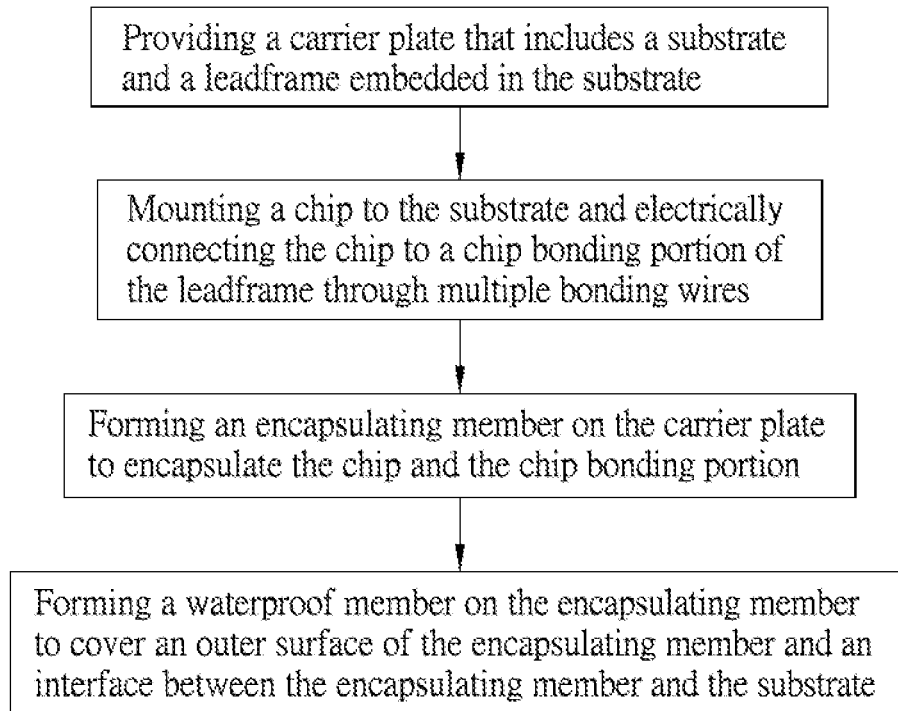 Providing a carrier plate that includes a substrate
and a leadframe embedded in the substrate
Mounting a chip to the substrate and electrically
connecting the chip to a chip bonding portion of
the leadframe through multiple bonding wires
Forming an encapsulating member on the carrier plate
to encapsulate the chip and the chip bonding portion
Forming a waterproof member on the encapsulating member
to cover an outer surface of the encapsulating member and an
interface between the encapsulating member and the substrate